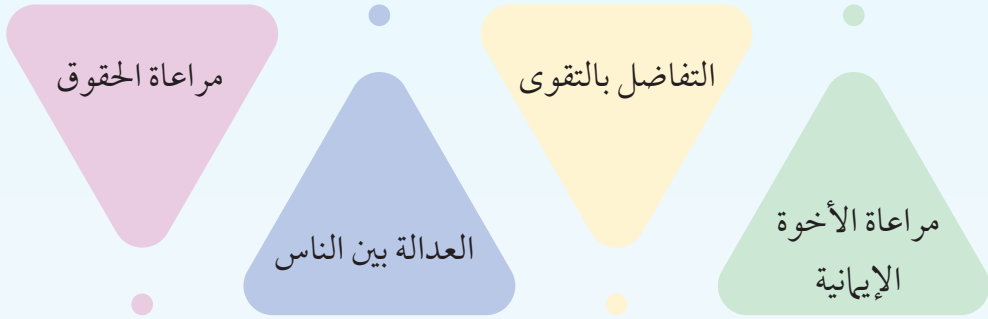 مراعاة الأخوة
الإيمانية
التفاضل بالتقوى
العدالة بين الناس
مراعاة الحقوق